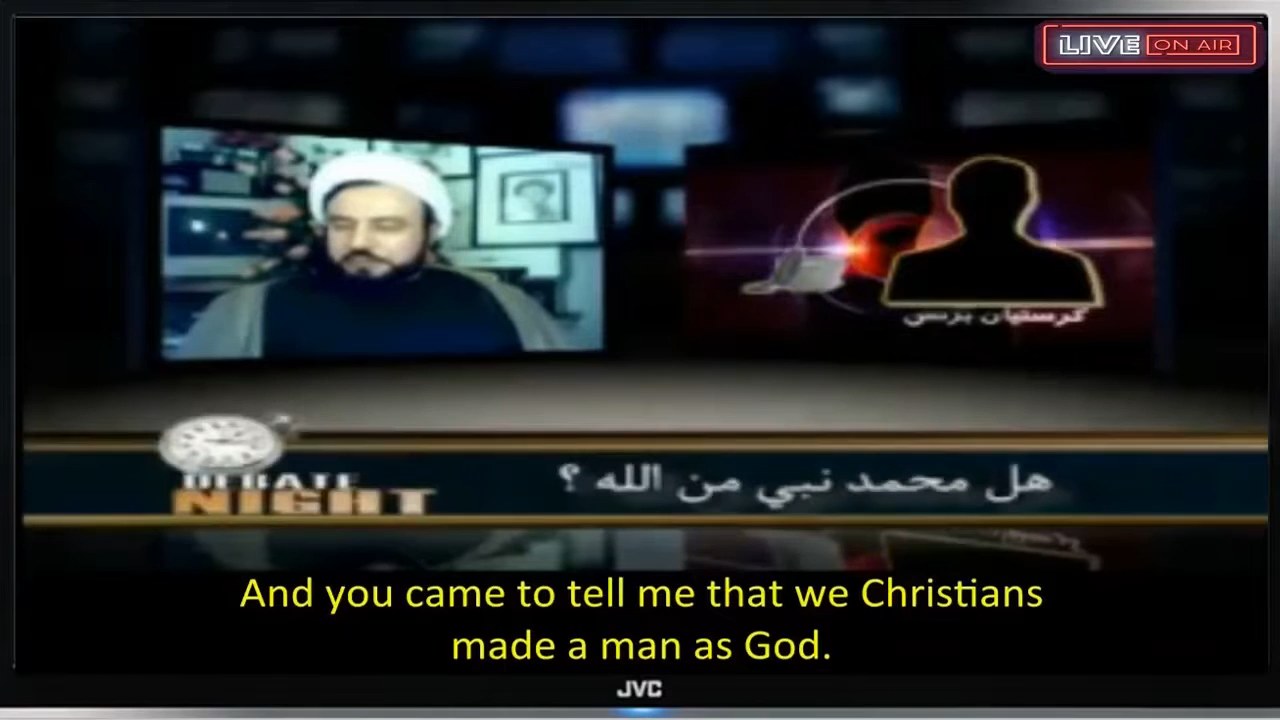 LIVE ON AIR
كرستيان برنس
DEBATE
NIGHT
هل محمد نبي من الله ؟
And you came to tell me that we Christians
made a man as God.
JVC